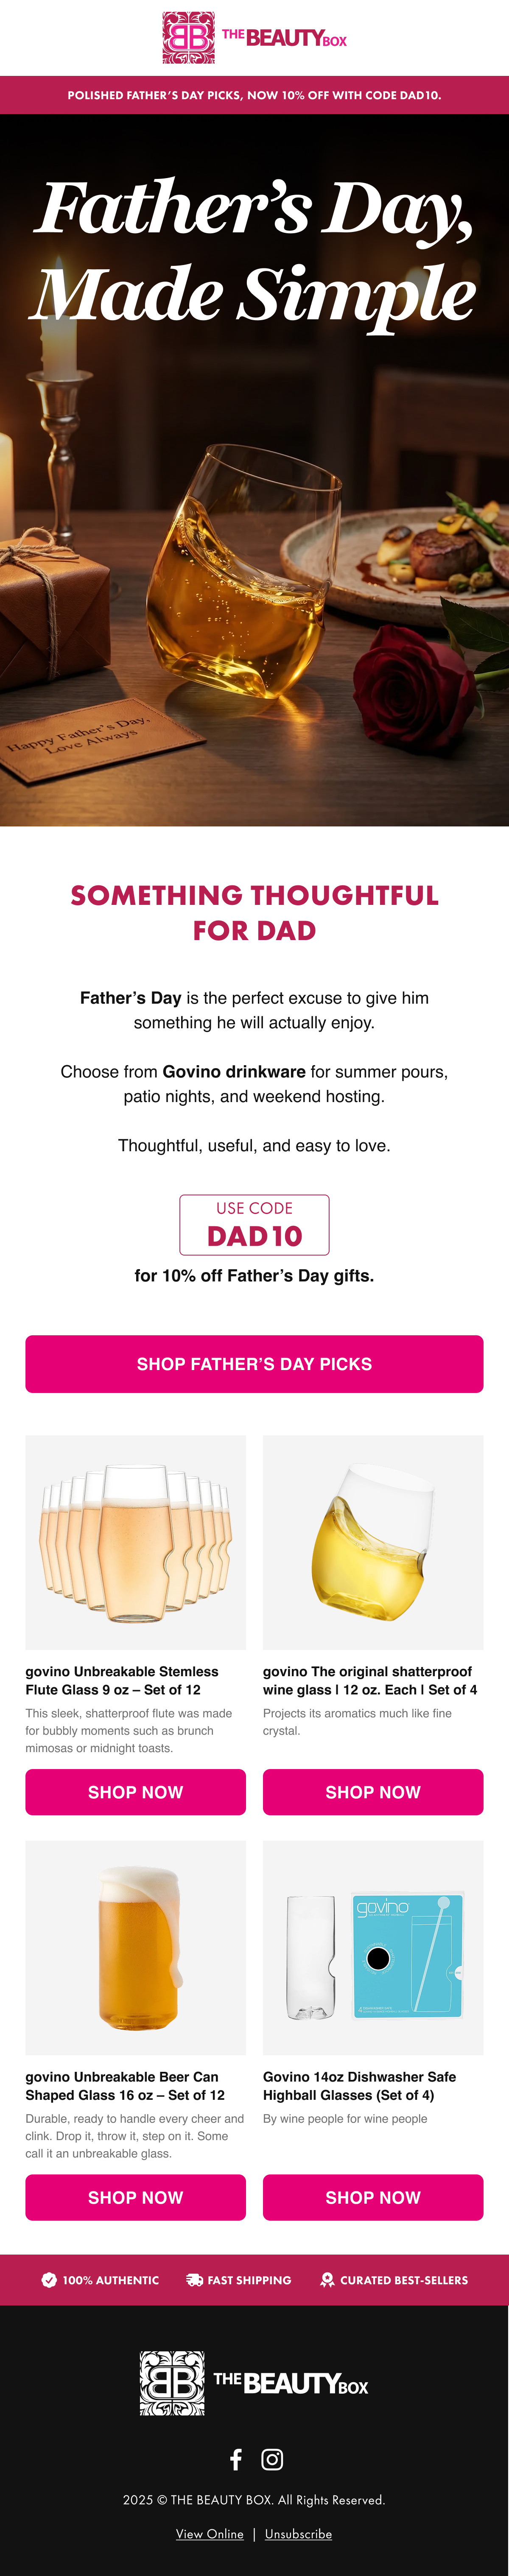 BB THE BEAUTY BOX
POLISHED FATHER'S DAY PICKS, NOW 10% OFF WITH CODE DAD10.
Father's Day,
Made Simple
Happy Father's Day,
Love Always
SOMETHING THOUGHTFUL
FOR DAD
Father's Day is the perfect excuse to give him
something he will actually enjoy.
Choose from Govino drinkware for summer pours,
patio nights, and weekend hosting.
Thoughtful, useful, and easy to love.
USE CODE
DAD10
for 10% off Father's Day gifts.
SHOP FATHER'S DAY PICKS
govino Unbreakable Stemless
Flute Glass 9 oz – Set of 12
This sleek, shatterproof flute was made
for bubbly moments such as brunch
mimosas or midnight toasts.
SHOP NOW
govino The original shatterproof
wine glass | 12 oz. Each | Set of 4
Projects its aromatics much like fine
crystal.
SHOP NOW
govino
govino Unbreakable Beer Can
Shaped Glass 16 oz – Set of 12
Durable, ready to handle every cheer and
clink. Drop it, throw it, step on it. Some
call it an unbreakable glass.
SHOP NOW
Govino 14oz Dishwasher Safe
Highball Glasses (Set of 4)
By wine people for wine people
SHOP NOW
100% AUTHENTIC
FAST SHIPPING
CURATED BEST-SELLERS
BB THE BEAUTY BOX
2025 © THE BEAUTY BOX. All Rights Reserved.
View Online | Unsubscribe